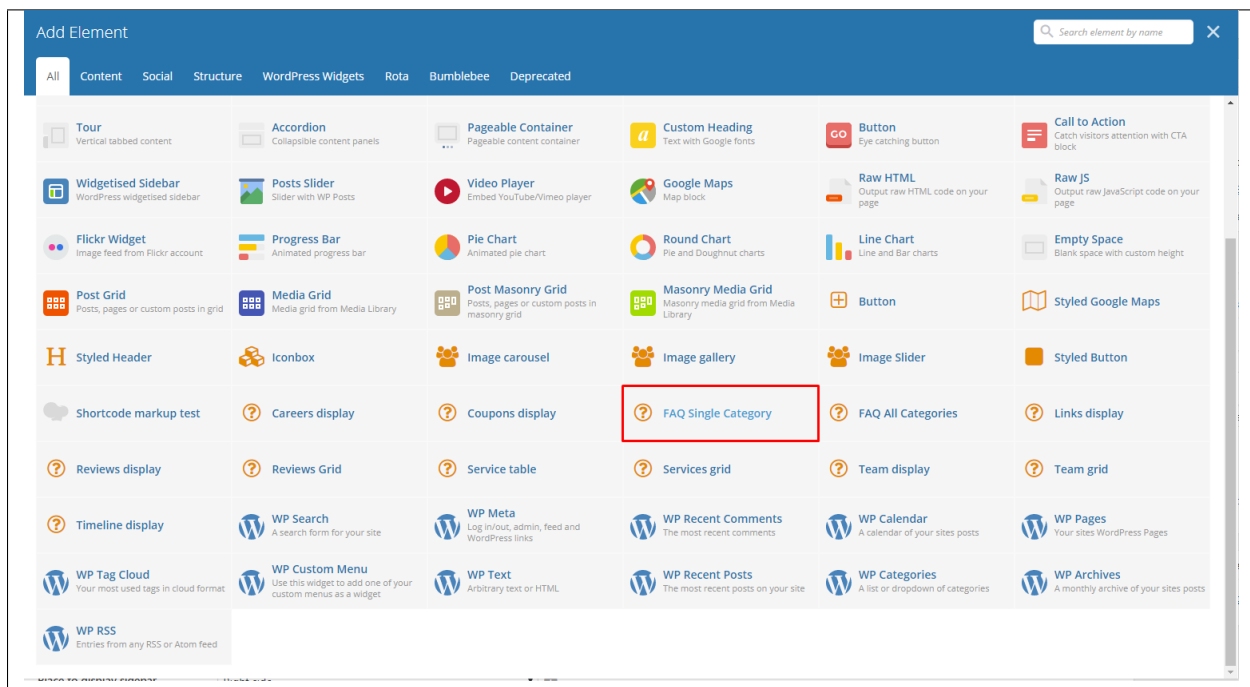 Add Element
Search element by name
All Content Social Structure WordPress Widgets Rota Bumblebee Deprecated
Tour
Vertical tabbed content
Accordion
Collapsible content panels
Pageable Container
Pageable content container
Custom Heading
Text with Google fonts
GO
Button
Eye catching button
Call to Action
Catch visitors attention with CTA
block
Widgetised Sidebar
WordPress widgetised sidebar
Posts Slider
Slider with WP Posts
Video Player
Embed YouTube/Vimeo player
Google Maps
Map block
Raw HTML
Output raw HTML code on your
page
Raw JS
Output raw JavaScript code on your
page
Flickr Widget
Image feed from Flickr account
Progress Bar
Animated progress bar
Pie Chart
Animated pie chart
Round Chart
Pie and Doughnut charts
Line Chart
Line and Bar charts
Empty Space
Blank space with custom height
Post Grid
Posts, pages or custom posts in grid
Media Grid
Media grid from Media Library
Post Masonry Grid
Posts, pages or custom posts in
masonry grid
Masonry Media Grid
Masonry media grid from Media
Library
Button
Styled Google Maps
H Styled Header
Iconbox
Image carousel
Image gallery
Image Slider
Styled Button
Shortcode markup test
Careers display
Coupons display
FAQ Single Category
FAQ All Categories
Links display
Reviews display
Reviews Grid
Service table
Services grid
Team display
Team grid
Timeline display
WP Search
A search form for your site
WP Meta
Log in/out, admin, feed and
WordPress links
WP Recent Comments
The most recent comments
WP Calendar
A calendar of your sites posts
WP Pages
Your sites WordPress Pages
WP Tag Cloud
Your most used tags in cloud format
WP Custom Menu
Use this widget to add one of your
custom menus as a widget
WP Text
Arbitrary text or HTML
WP Recent Posts
The most recent posts on your site
WP Categories
A list or dropdown of categories
WP Archives
A monthly archive of your sites posts
WP RSS
Entries from any RSS or Atom feed